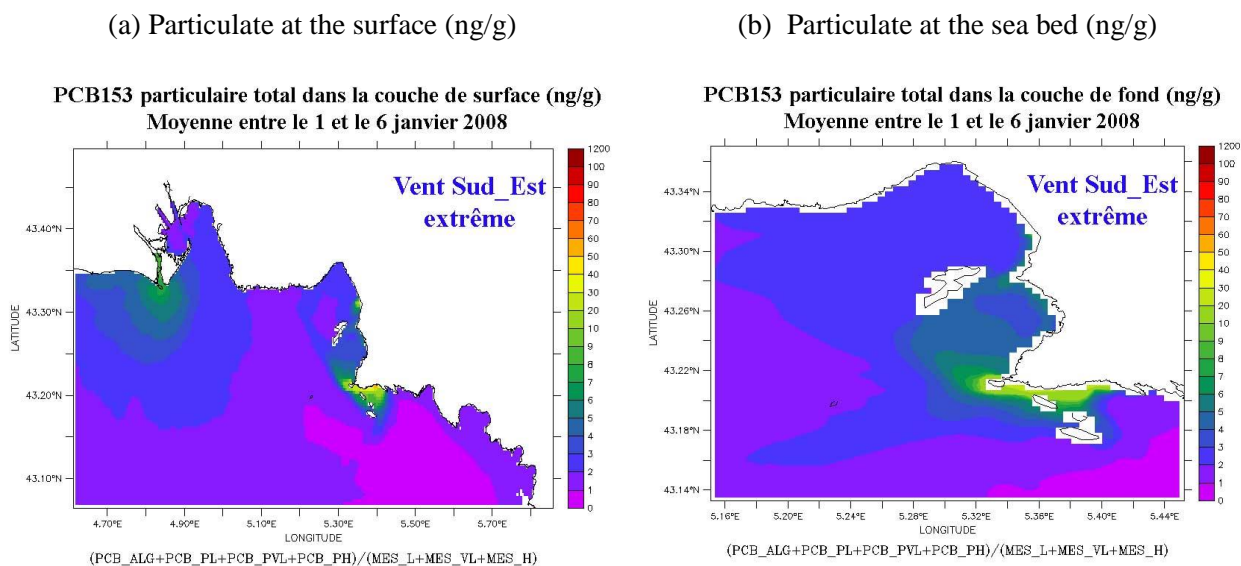 (a) Particulate at the surface (ng/g)
(b) Particulate at the sea bed (ng/g)
PCB153 particulaire total dans la couche de surface (ng/g)
Moyenne entre le 1 et le 6 janvier 2008
Vent Sud_Est
extrême
1200
100
90
80
70
60
50
40
30
20
10
9
8
7
6
5
4
3
2
1
0
43.40°N
43.30°N
43.20°N
43.10°N
LATITUDE
4.70°E 4.90°E 5.10°E 5.30°E 5.50°E 5.70°E
LONGITUDE
(PCB_ALG+PCB_PL+PCB_PVL+PCB_PH)/(MES_L+MES_VL+MES_H)
PCB153 particulaire total dans la couche de fond (ng/g)
Moyenne entre le 1 et le 6 janvier 2008
Vent Sud_Est
extrême
1200
100
90
80
70
60
50
40
30
20
10
9
8
7
6
5
4
3
2
1
0
43.34°N
43.30°N
43.26°N
43.22°N
43.18°N
43.14°N
LATITUDE
5.16°E 5.20°E 5.24°E 5.28°E 5.32°E 5.36°E 5.40°E 5.44°E
LONGITUDE
(PCB_ALG+PCB_PL+PCB_PVL+PCB_PH)/(MES_L+MES_VL+MES_H)